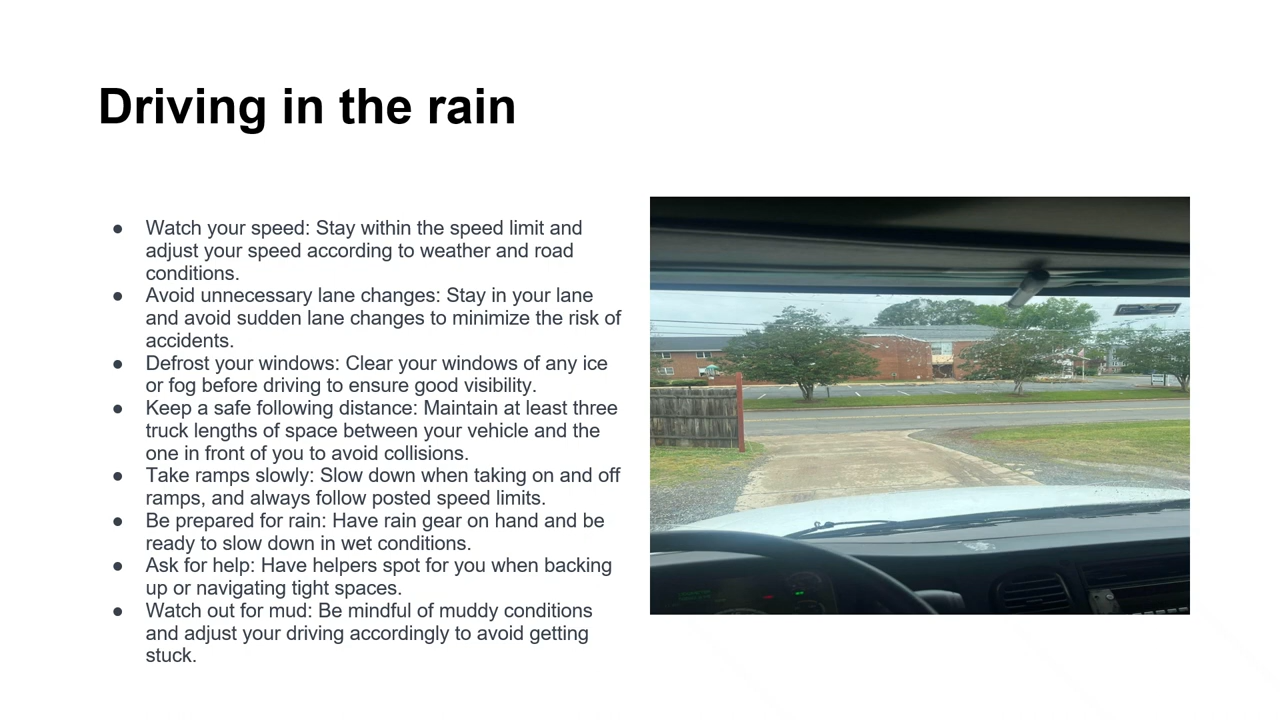 Driving in the rain
● Watch your speed: Stay within the speed limit and
adjust your speed according to weather and road
conditions.
● Avoid unnecessary lane changes: Stay in your lane
and avoid sudden lane changes to minimize the risk of
accidents.
● Defrost your windows: Clear your windows of any ice
or fog before driving to ensure good visibility.
● Keep a safe following distance: Maintain at least three
truck lengths of space between your vehicle and the
one in front of you to avoid collisions.
● Take ramps slowly: Slow down when taking on and off
ramps, and always follow posted speed limits.
● Be prepared for rain: Have rain gear on hand and be
ready to slow down in wet conditions.
● Ask for help: Have helpers spot for you when backing
up or navigating tight spaces.
● Watch out for mud: Be mindful of muddy conditions
and adjust your driving accordingly to avoid getting
stuck.